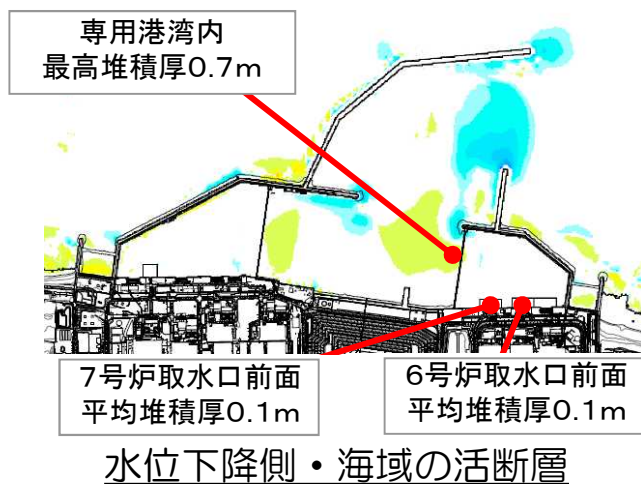 専用港湾内
最高堆積厚0.7m
7号炉取水口前面
平均堆積厚0.1m
6号炉取水口前面
平均堆積厚0.1m
水位下降側・海域の活断層